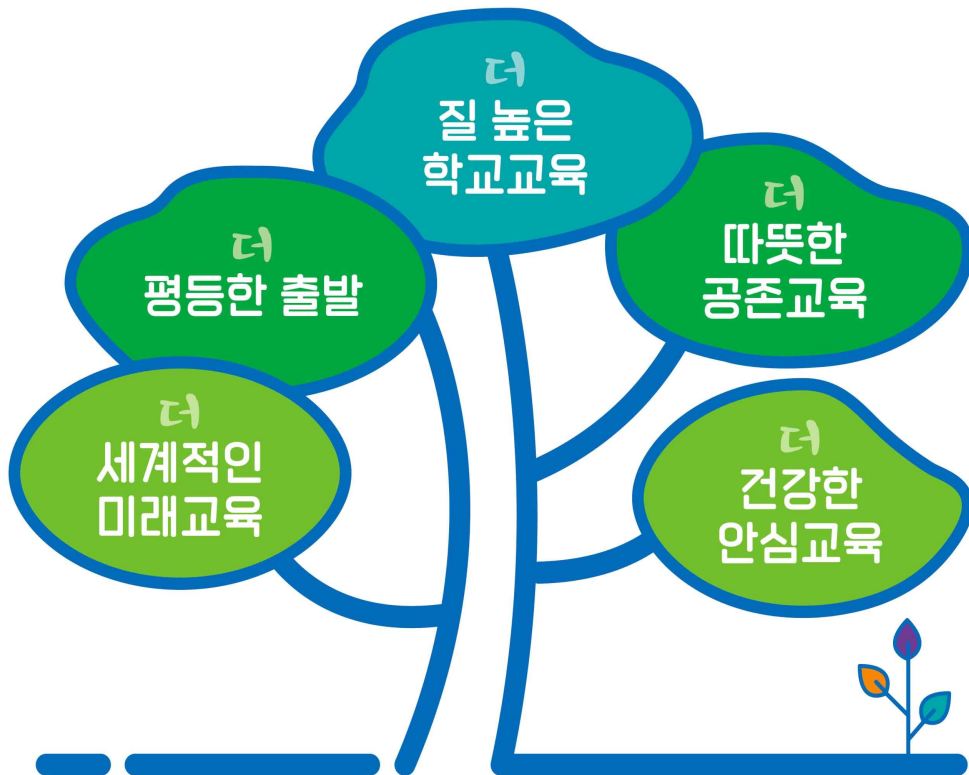 더
질 높은
학교교육
더
평등한 출발
더
따뜻한
공존교육
더
세계적인
미래교육
더
건강한
안심교육